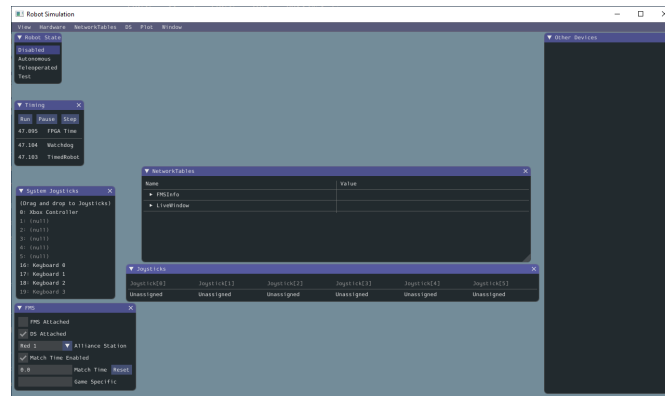 Robot Simulation
View Hardware NetworkTables DS Plot Window
Robot State
Disabled
Autonomous
Teleoperated
Test
Other Devices
Timing
Run Pause Step
47.095 FPGA Time
47.104 Watchdog
47.103 TimedRobot
NetworkTables
Name Value
FMSInfo
LiveWindow
System Joysticks
(Drag and drop to Joysticks)
0: Xbox Controller
1: (null)
2: (null)
3: (null)
4: (null)
5: (null)
16: Keyboard 0
17: Keyboard 1
18: Keyboard 2
19: Keyboard 3
Joysticks
Joystick[0] Joystick[1] Joystick[2] Joystick[3] Joystick[4] Joystick[5]
Unassigned Unassigned Unassigned Unassigned Unassigned Unassigned
FMS
FMS Attached
DS Attached
Red 1 Alliance Station
Match Time Enabled
0.0 Match Time Reset
Game Specific